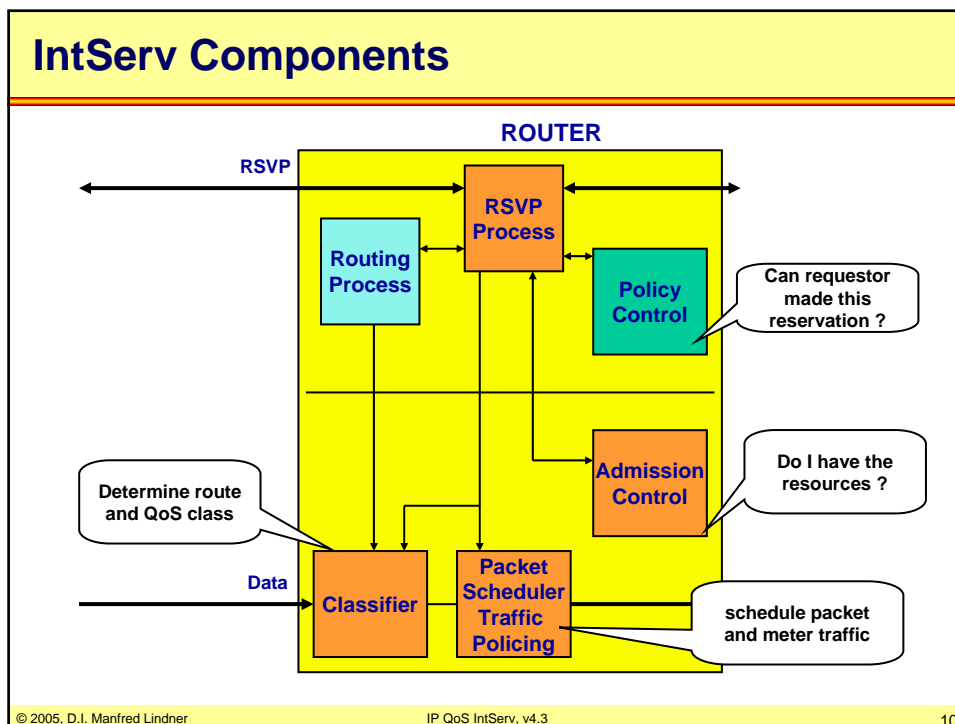 IntServ Components
ROUTER
RSVP
RSVP
Process
Routing
Process
Policy
Control
Can requestor
made this
reservation ?
Admission
Control
Do I have the
resources ?
Determine route
and QoS class
Data
Classifier
Packet
Scheduler
Traffic
Policing
schedule packet
and meter traffic
© 2005, D.I. Manfred Lindner
IP QoS IntServ, v4.3
10